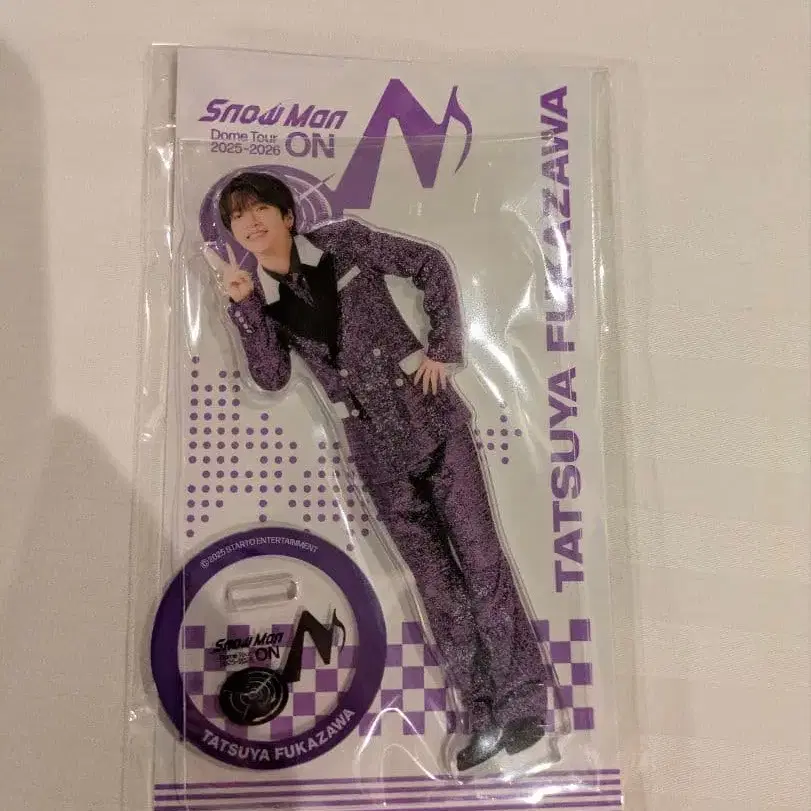 Snow Man
Dome Tour
2025-2026 ON
TATSUYA FUKAZAWA
©2025 STARTO ENTERTAINMENT
Snow Man
ON
TATSUYA FUKAZAWA